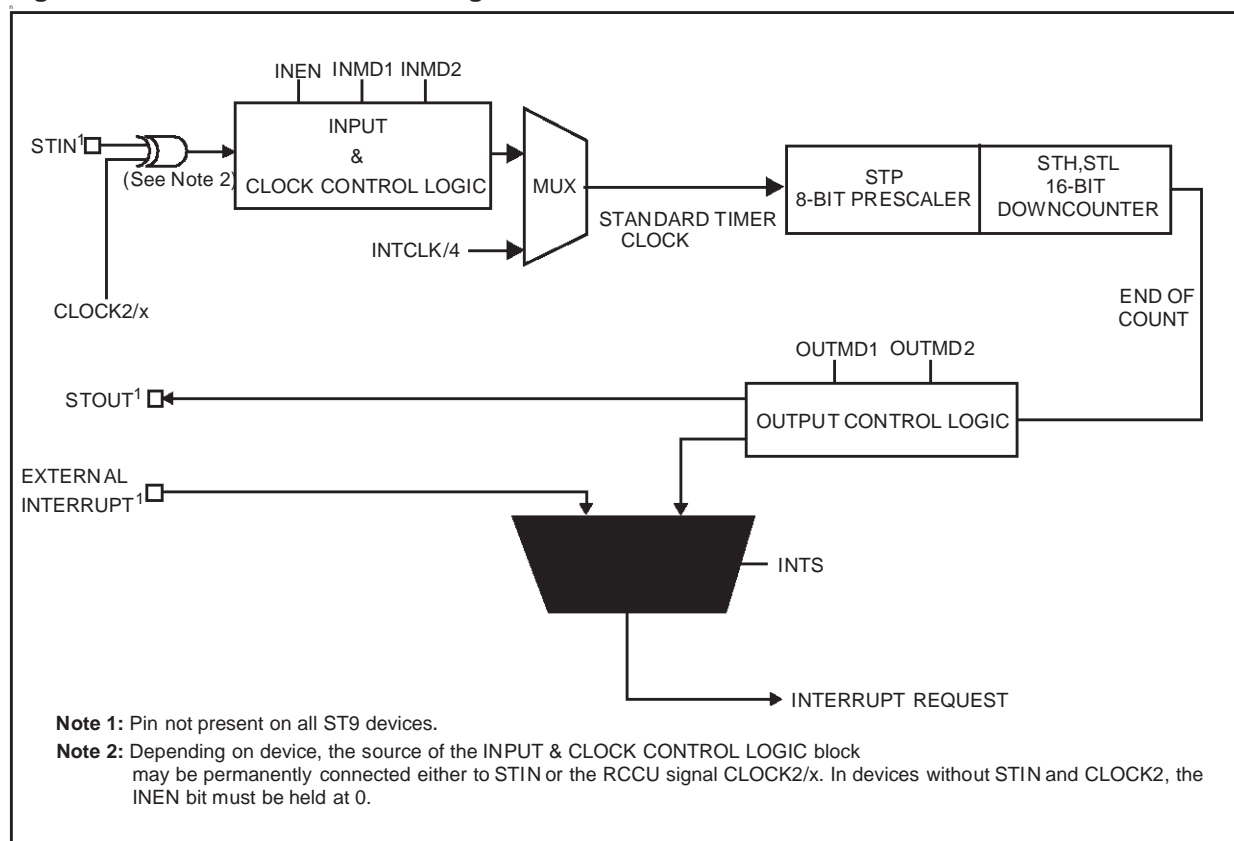 INEN INMD1 INMD2
INPUT
&
CLOCK CONTROL LOGIC
STIN1
(See Note 2)
MUX
STANDARD TIMER
CLOCK
STP
8-BIT PRESCALER
STH,STL
16-BIT
DOWNCOUNTER
INTCLK/4
CLOCK2/x
END OF
COUNT
OUTMD1 OUTMD2
STOUT1
OUTPUT CONTROL LOGIC
EXTERNAL
INTERRUPT1
INTS
INTERRUPT REQUEST
Note 1: Pin not present on all ST9 devices.
Note 2: Depending on device, the source of the INPUT & CLOCK CONTROL LOGIC block
may be permanently connected either to STIN or the RCCU signal CLOCK2/x. In devices without STIN and CLOCK2, the
INEN bit must be held at 0.